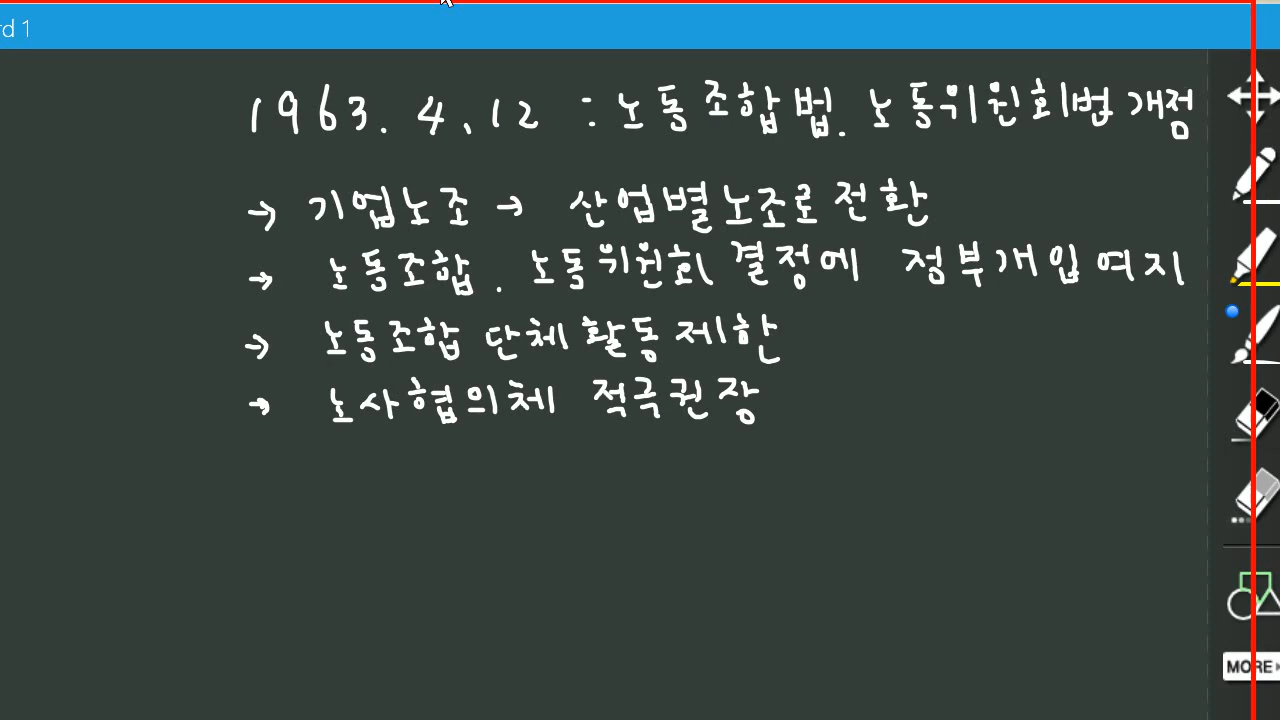 rd 1
1963. 4. 12 : 노동조합법. 노동위원회법 개정
→ 기업노조 → 산업별노조로 전환
→ 노동조합. 노동위원회 결정에 정부개입 여지
→ 노동조합 단체활동 제한
→ 노사협의체 적극권장
MORE